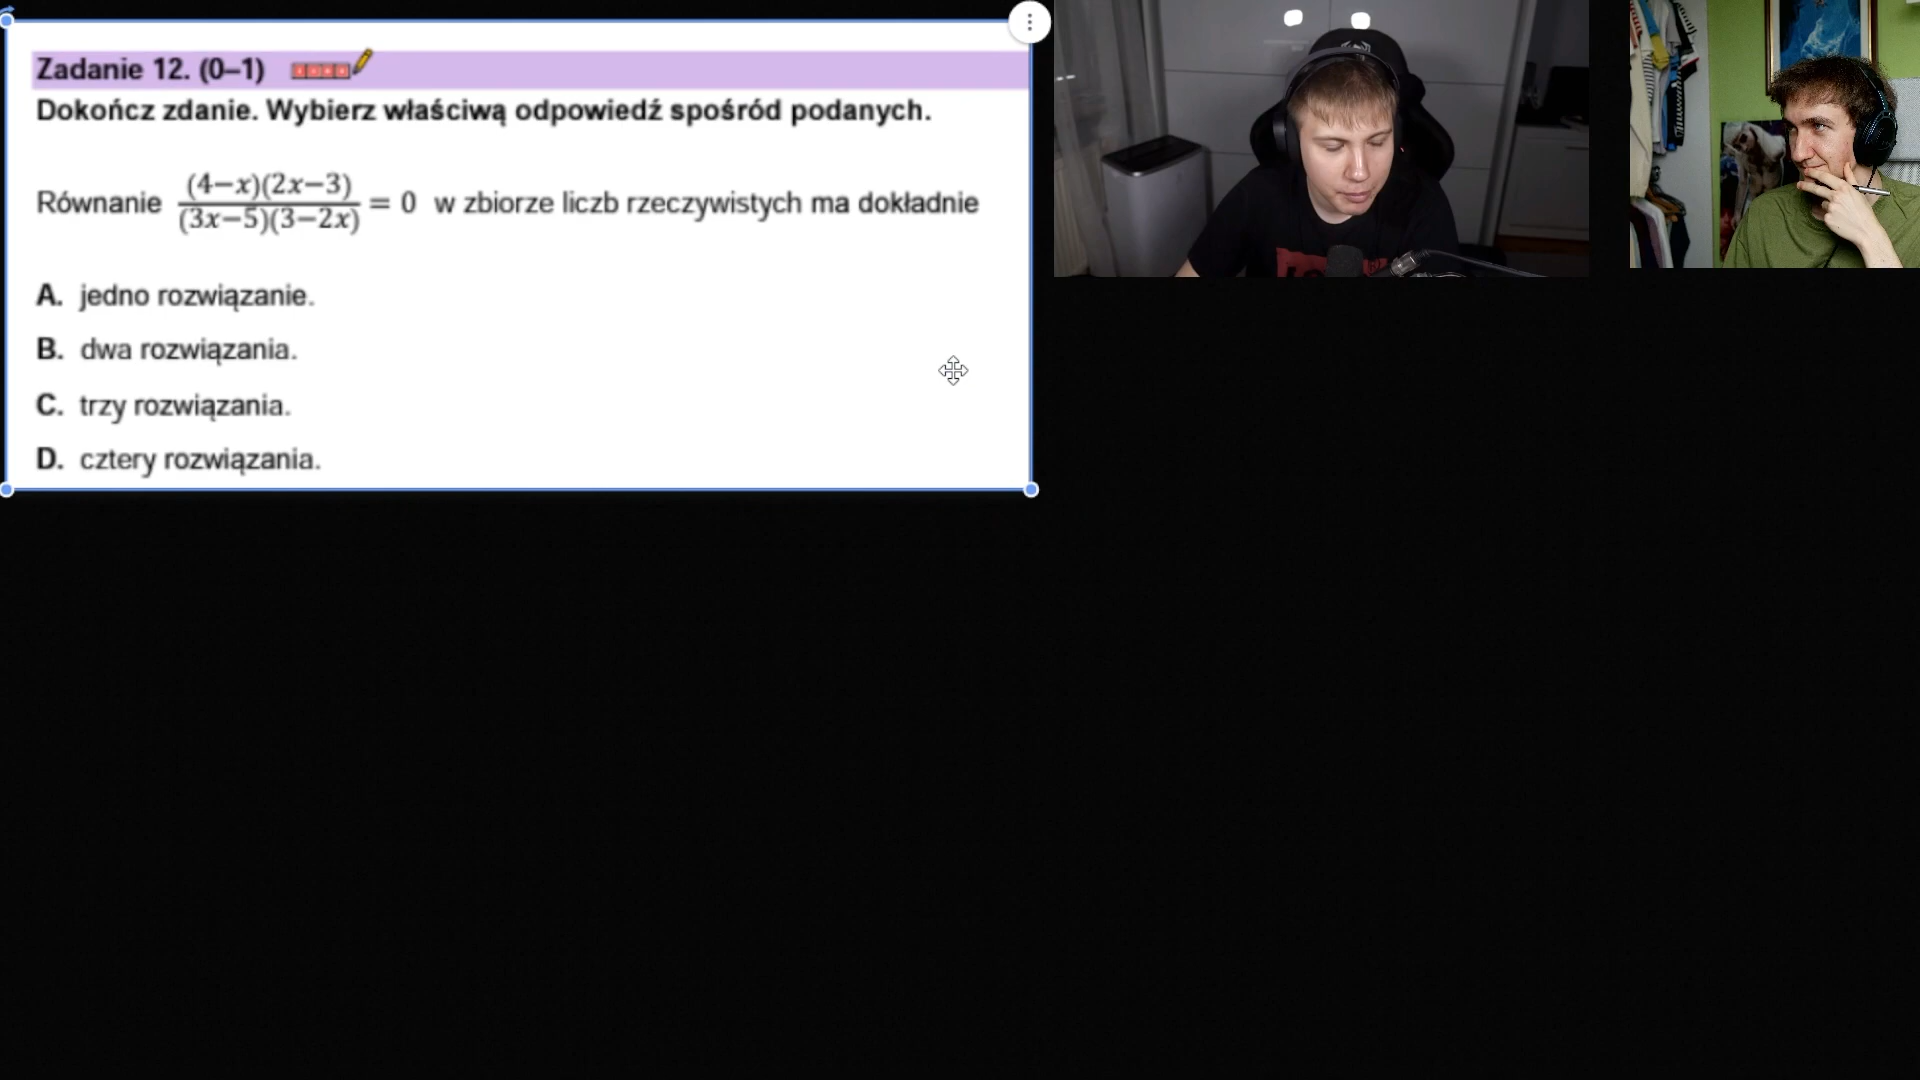 Zadanie 12. (0–1)
Dokończ zdanie. Wybierz właściwą odpowiedź spośród podanych.
Równanie (4−x)(2x−3)/(3x−5)(3−2x) = 0 w zbiorze liczb rzeczywistych ma dokładnie
A. jedno rozwiązanie.
B. dwa rozwiązania.
C. trzy rozwiązania.
D. cztery rozwiązania.